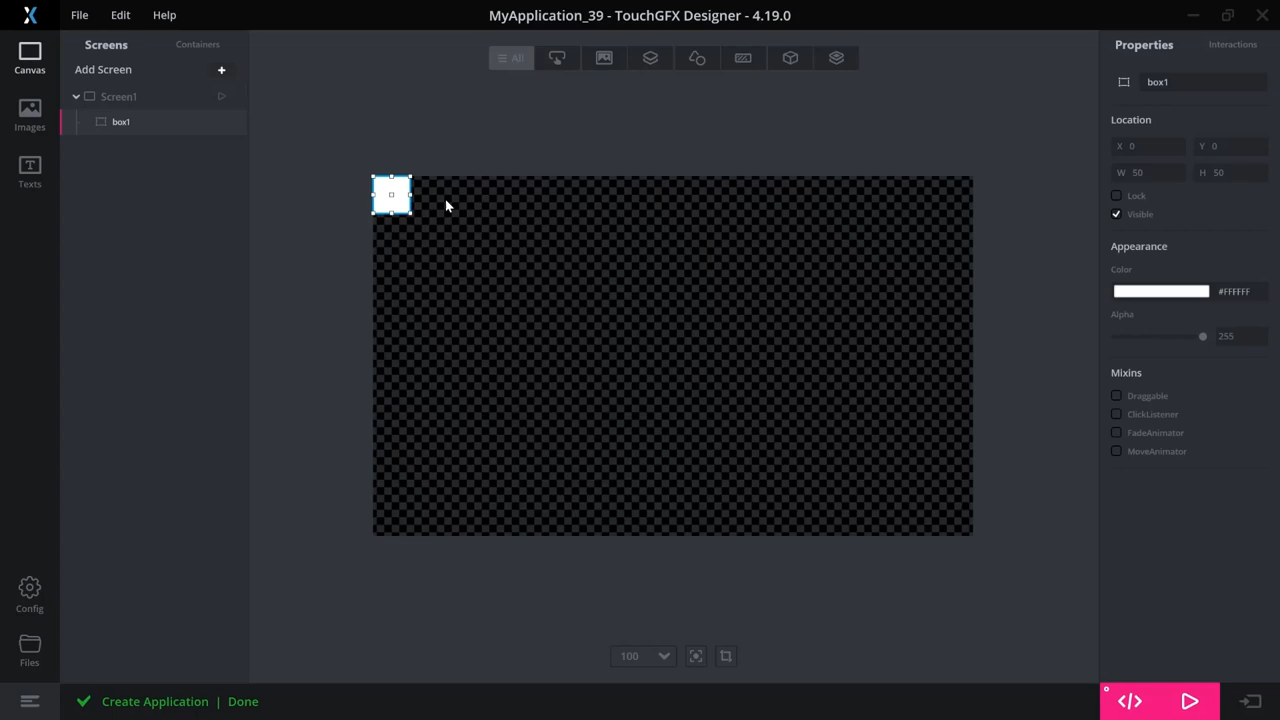 File Edit Help MyApplication_39 - TouchGFX Designer - 4.19.0
Canvas
Images
Texts
Config
Files
Screens Containers
Add Screen +
Screen1
box1
All
100
Properties Interactions
box1
Location
X 0 Y 0
W 50 H 50
Lock
Visible
Appearance
Color
#FFFFFF
Alpha
255
Mixins
Draggable
ClickListener
FadeAnimator
MoveAnimator
Create Application | Done